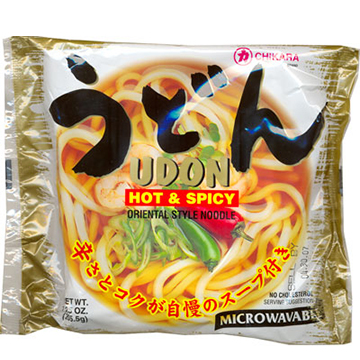 力 CHIKARA
うどん
UDON
HOT & SPICY
ORIENTAL STYLE NOODLE
辛さとコクが自慢のスープ付き
NET WT.
OZ.
NO CHOLESTEROL
SERVING SUGGESTION
MICROWAVABLE